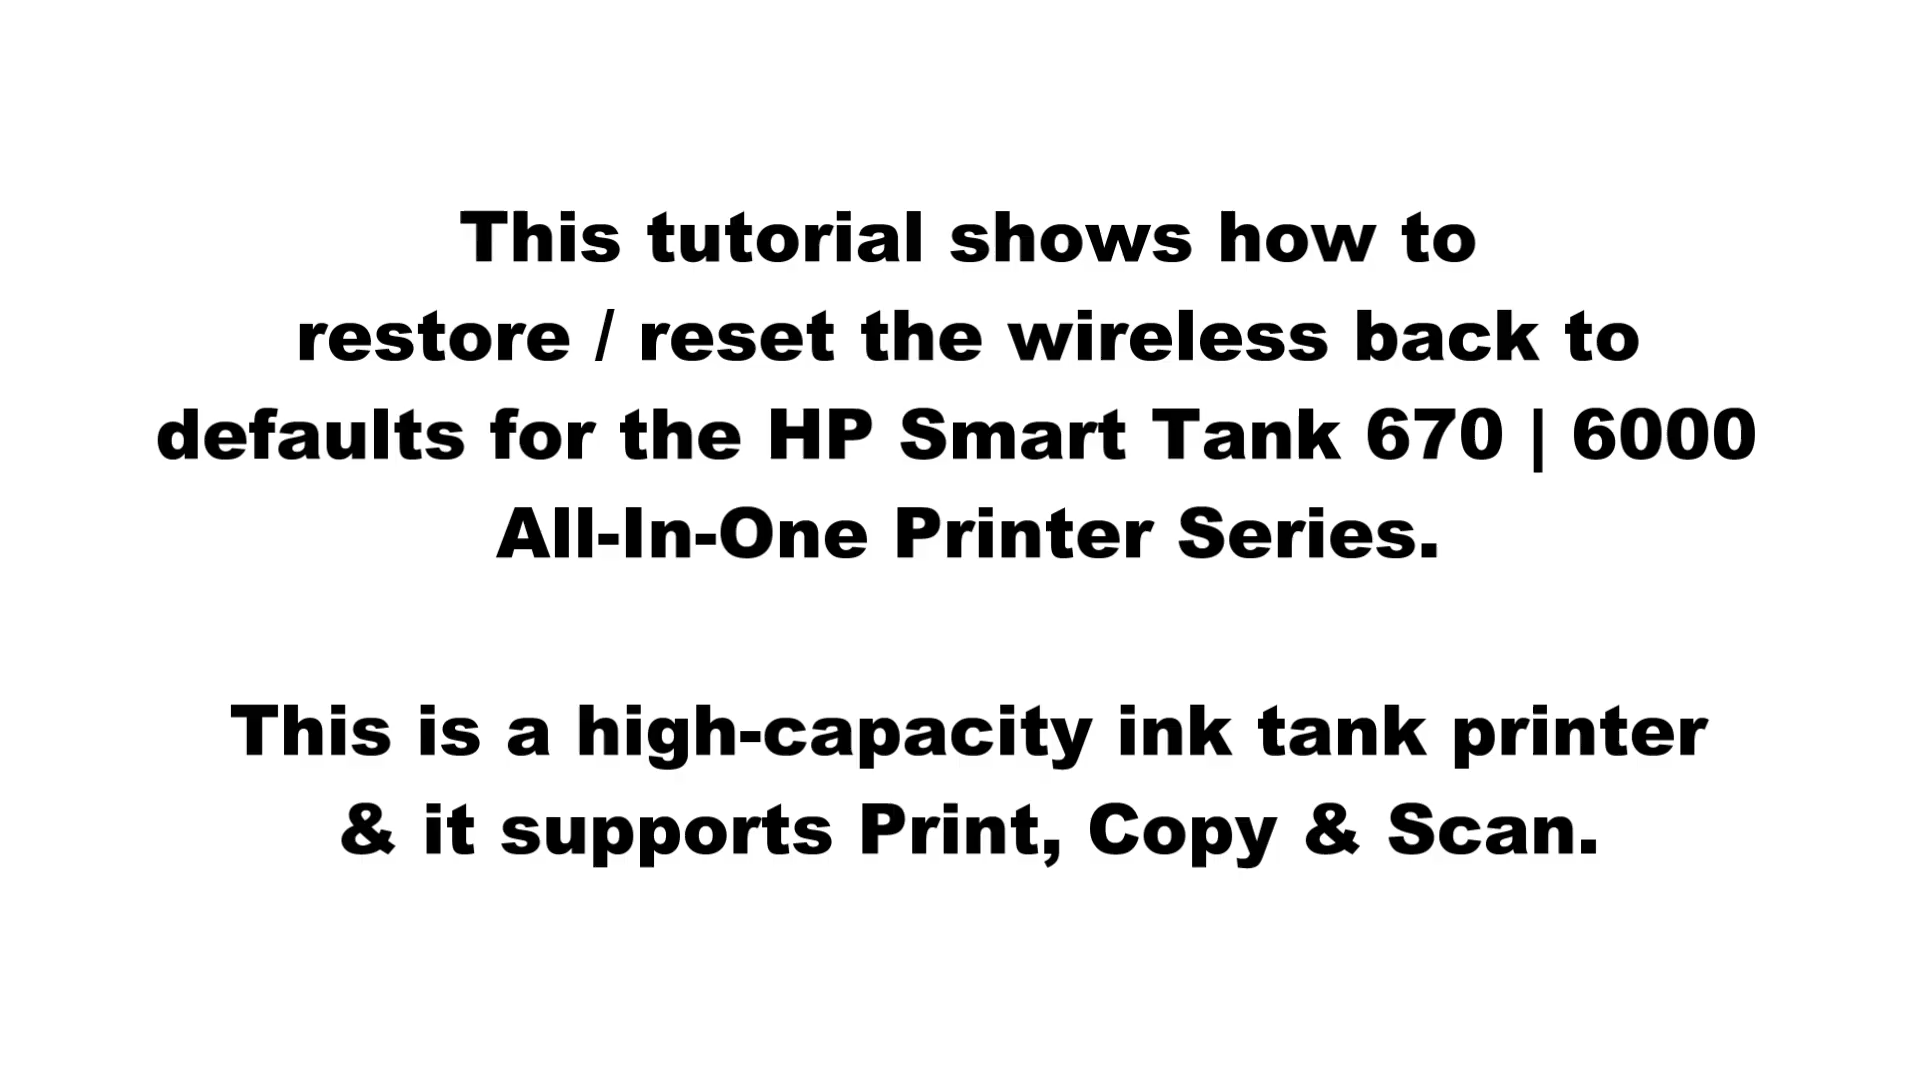 This tutorial shows how to
restore / reset the wireless back to
defaults for the HP Smart Tank 670 | 6000
All-In-One Printer Series.
This is a high-capacity ink tank printer
& it supports Print, Copy & Scan.